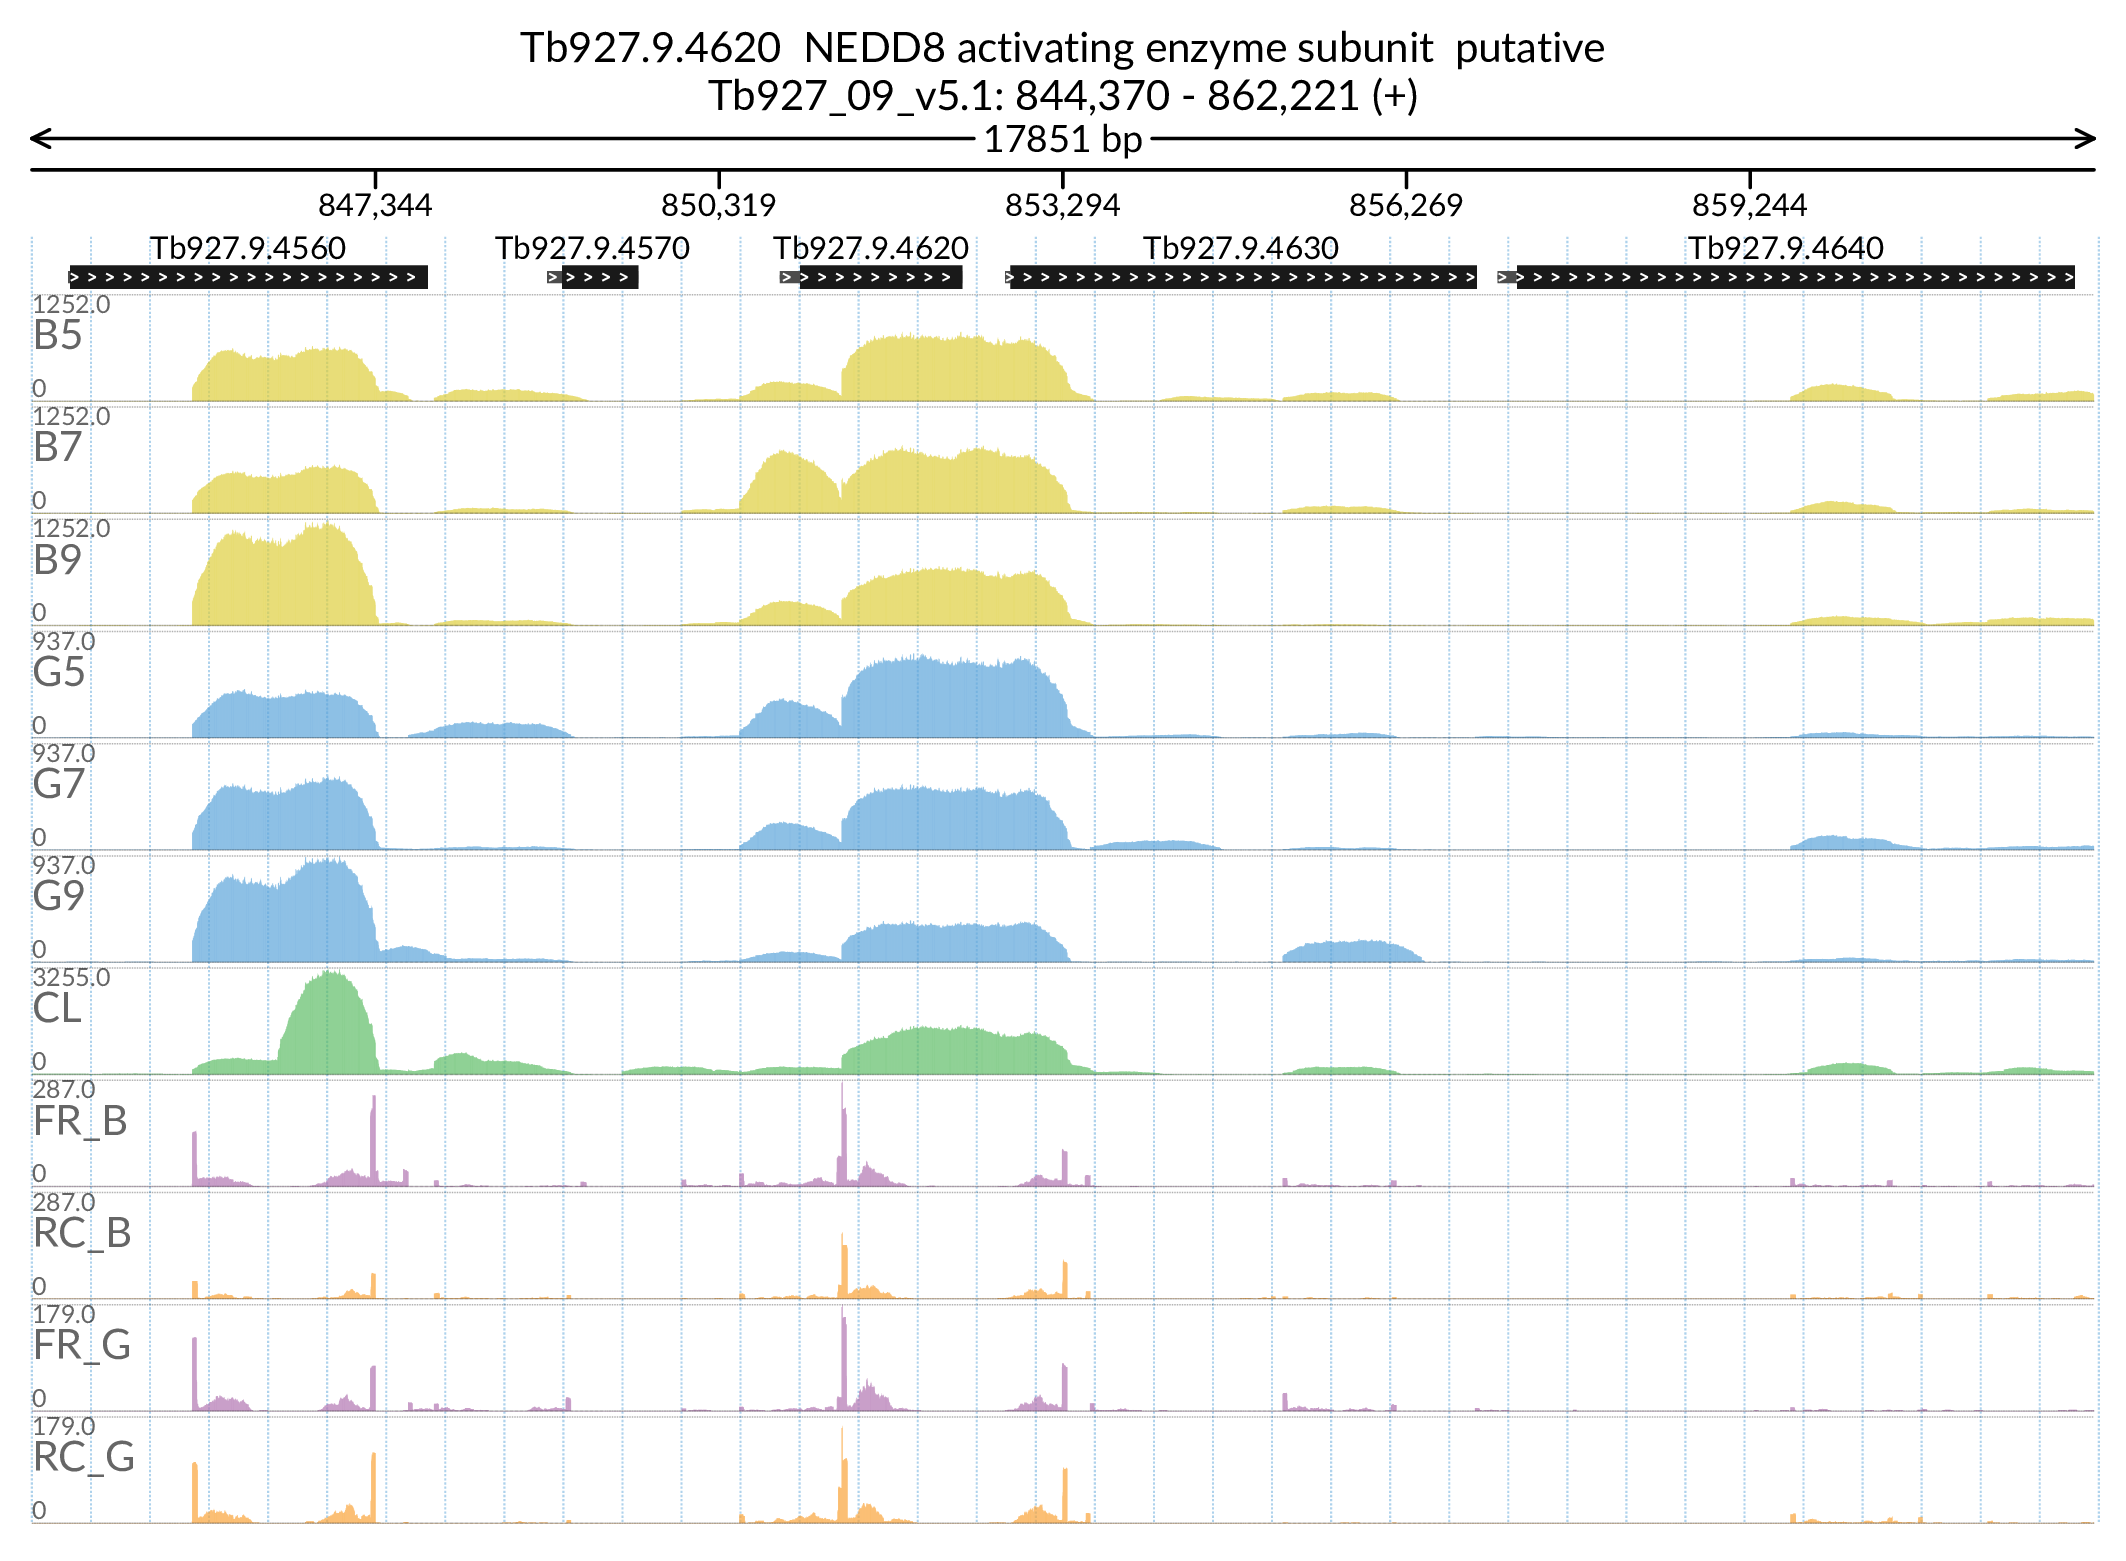 Tb927.9.4620  NEDD8 activating enzyme subunit  putative
Tb927_09_v5.1: 844,370 - 862,221 (+)
17851 bp
847,344 850,319 853,294 856,269 859,244
Tb927.9.4560 Tb927.9.4570 Tb927.9.4620 Tb927.9.4630 Tb927.9.4640
1252.0
B5
0
1252.0
B7
0
1252.0
B9
0
937.0
G5
0
937.0
G7
0
937.0
G9
0
3255.0
CL
0
287.0
FR_B
0
287.0
RC_B
0
179.0
FR_G
0
179.0
RC_G
0